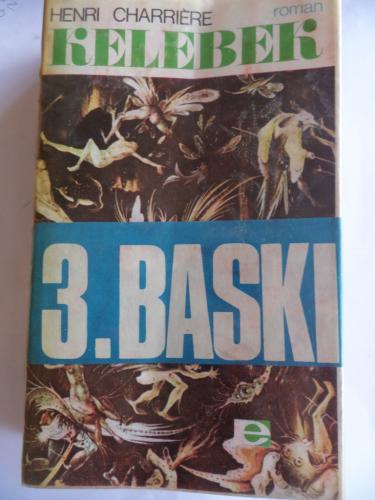 HENRI CHARRIÈRE
roman
KELEBEK
3.BASKI
e